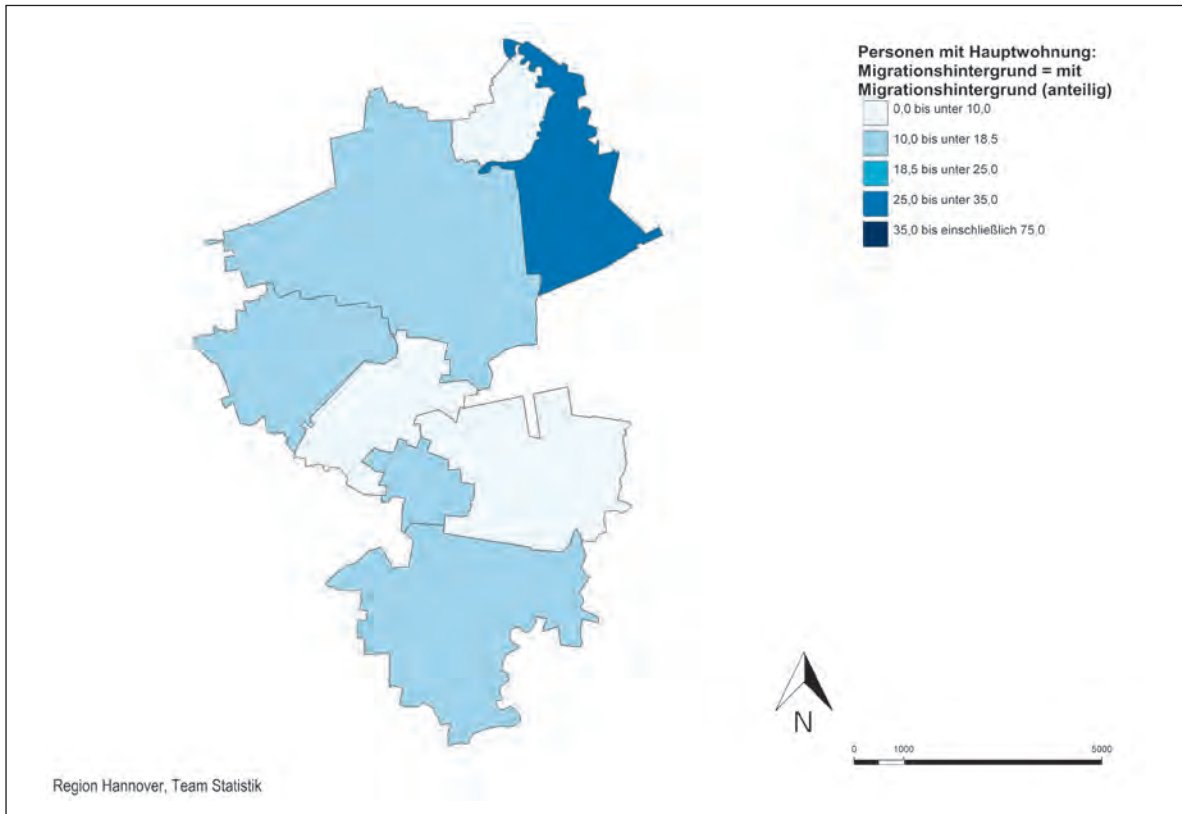 Personen mit Hauptwohnung:
Migrationshintergrund = mit
Migrationshintergrund (anteilig)
0,0 bis unter 10,0
10,0 bis unter 18,5
18,5 bis unter 25,0
25,0 bis unter 35,0
35,0 bis einschließlich 75,0
N
0 1000 5000
Region Hannover, Team Statistik